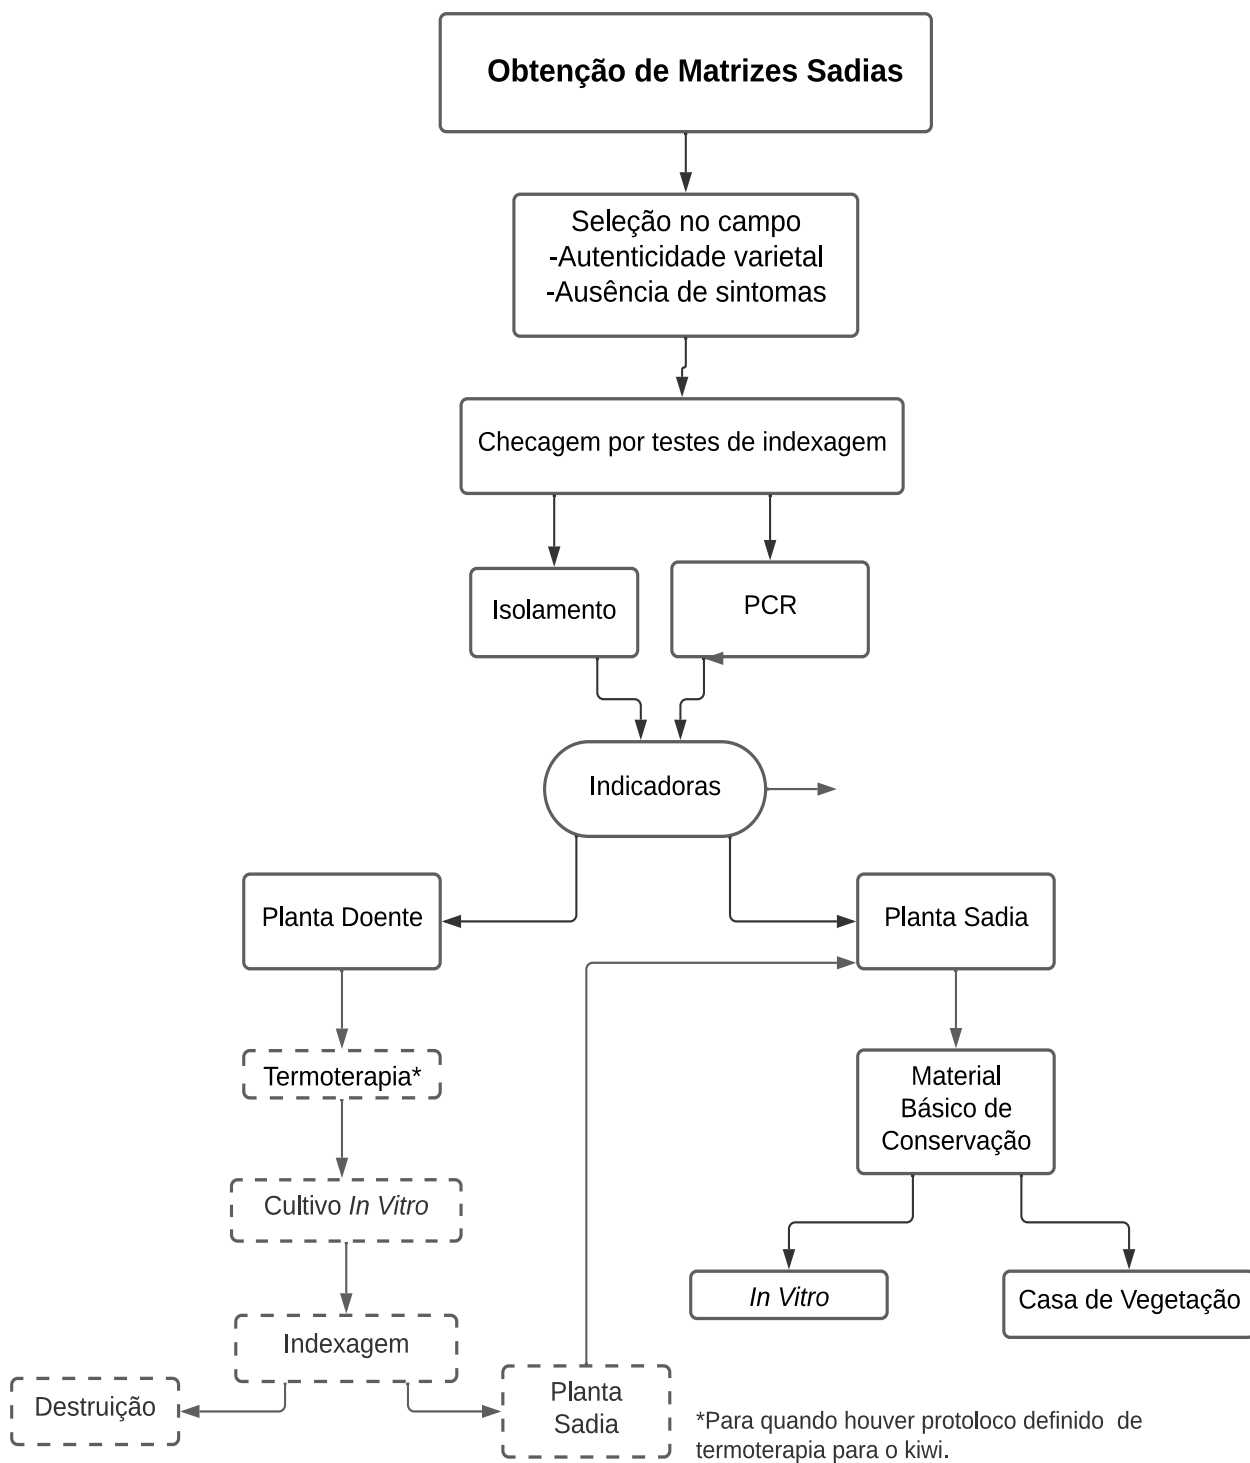 Obtenção de Matrizes Sadias
Seleção no campo
-Autenticidade varietal
-Ausência de sintomas
Checagem por testes de indexagem
Isolamento
PCR
Indicadoras
Planta Doente
Planta Sadia
Termoterapia*
Material
Básico de
Conservação
Cultivo In Vitro
In Vitro
Casa de Vegetação
Indexagem
Destruição
Planta
Sadia
*Para quando houver protoloco definido de
termoterapia para o kiwi.